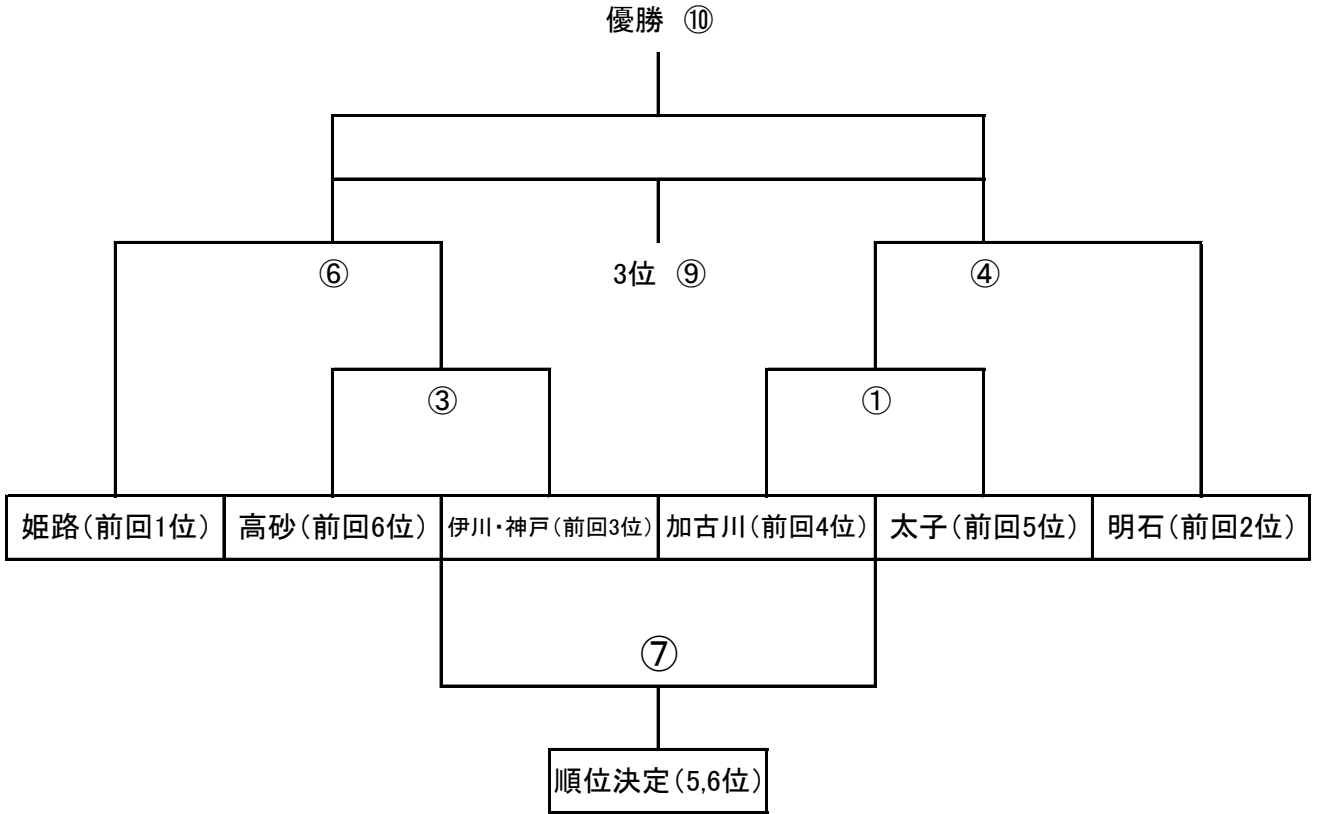 優勝 ⑩
⑥
3位 ⑨
④
③
①
姫路(前回1位)
高砂(前回6位)
伊川・神戸(前回3位)
加古川(前回4位)
太子(前回5位)
明石(前回2位)
⑦
順位決定(5,6位)